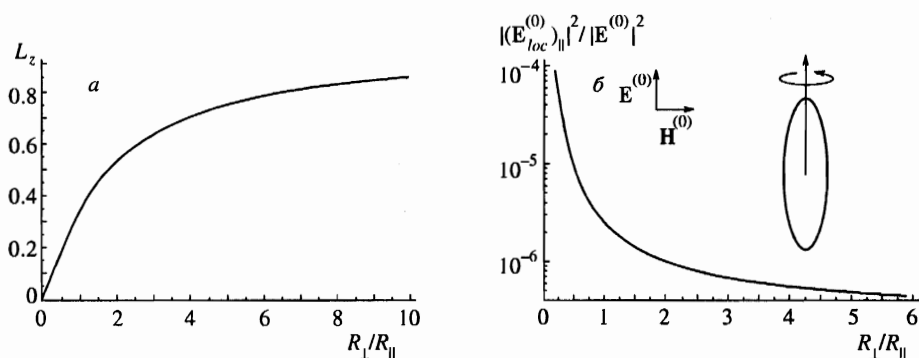 L_z
а
0.8
0.6
0.4
0.2
0
0 2 4 6 8 10
R_⊥/R_||
|(E_loc^(0))_|||^2/|E^(0)|^2
10^-4
10^-5
10^-6
б
E^(0)
H^(0)
0 1 2 3 4 5 6
R_⊥/R_||